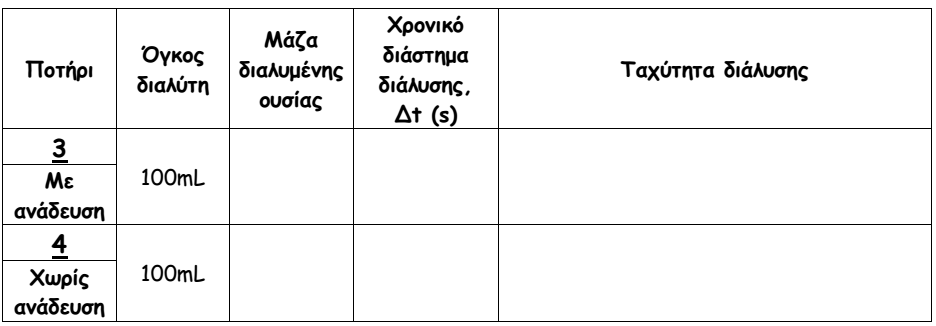 Ποτήρι
Όγκος
διαλύτη
Μάζα
διαλυμένης
ουσίας
Χρονικό
διάστημα
διάλυσης,
Δt (s)
Ταχύτητα διάλυσης
3
Με
ανάδευση
100mL
4
Χωρίς
ανάδευση
100mL